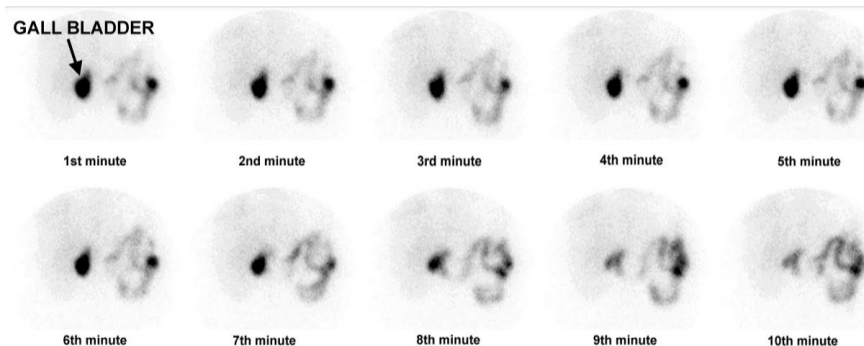 GALL BLADDER
1st minute
2nd minute
3rd minute
4th minute
5th minute
6th minute
7th minute
8th minute
9th minute
10th minute